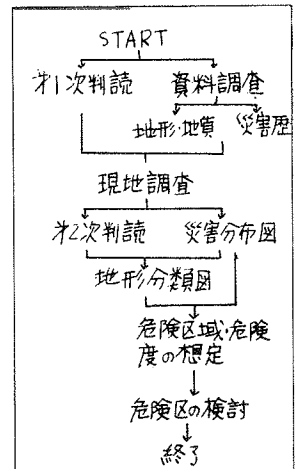 START
第1次判読 資料調査
地形・地質 災害歴
現地調査
第2次判読 災害分布図
地形分類図
危険区域・危険
度の想定
危険区の検討
終了